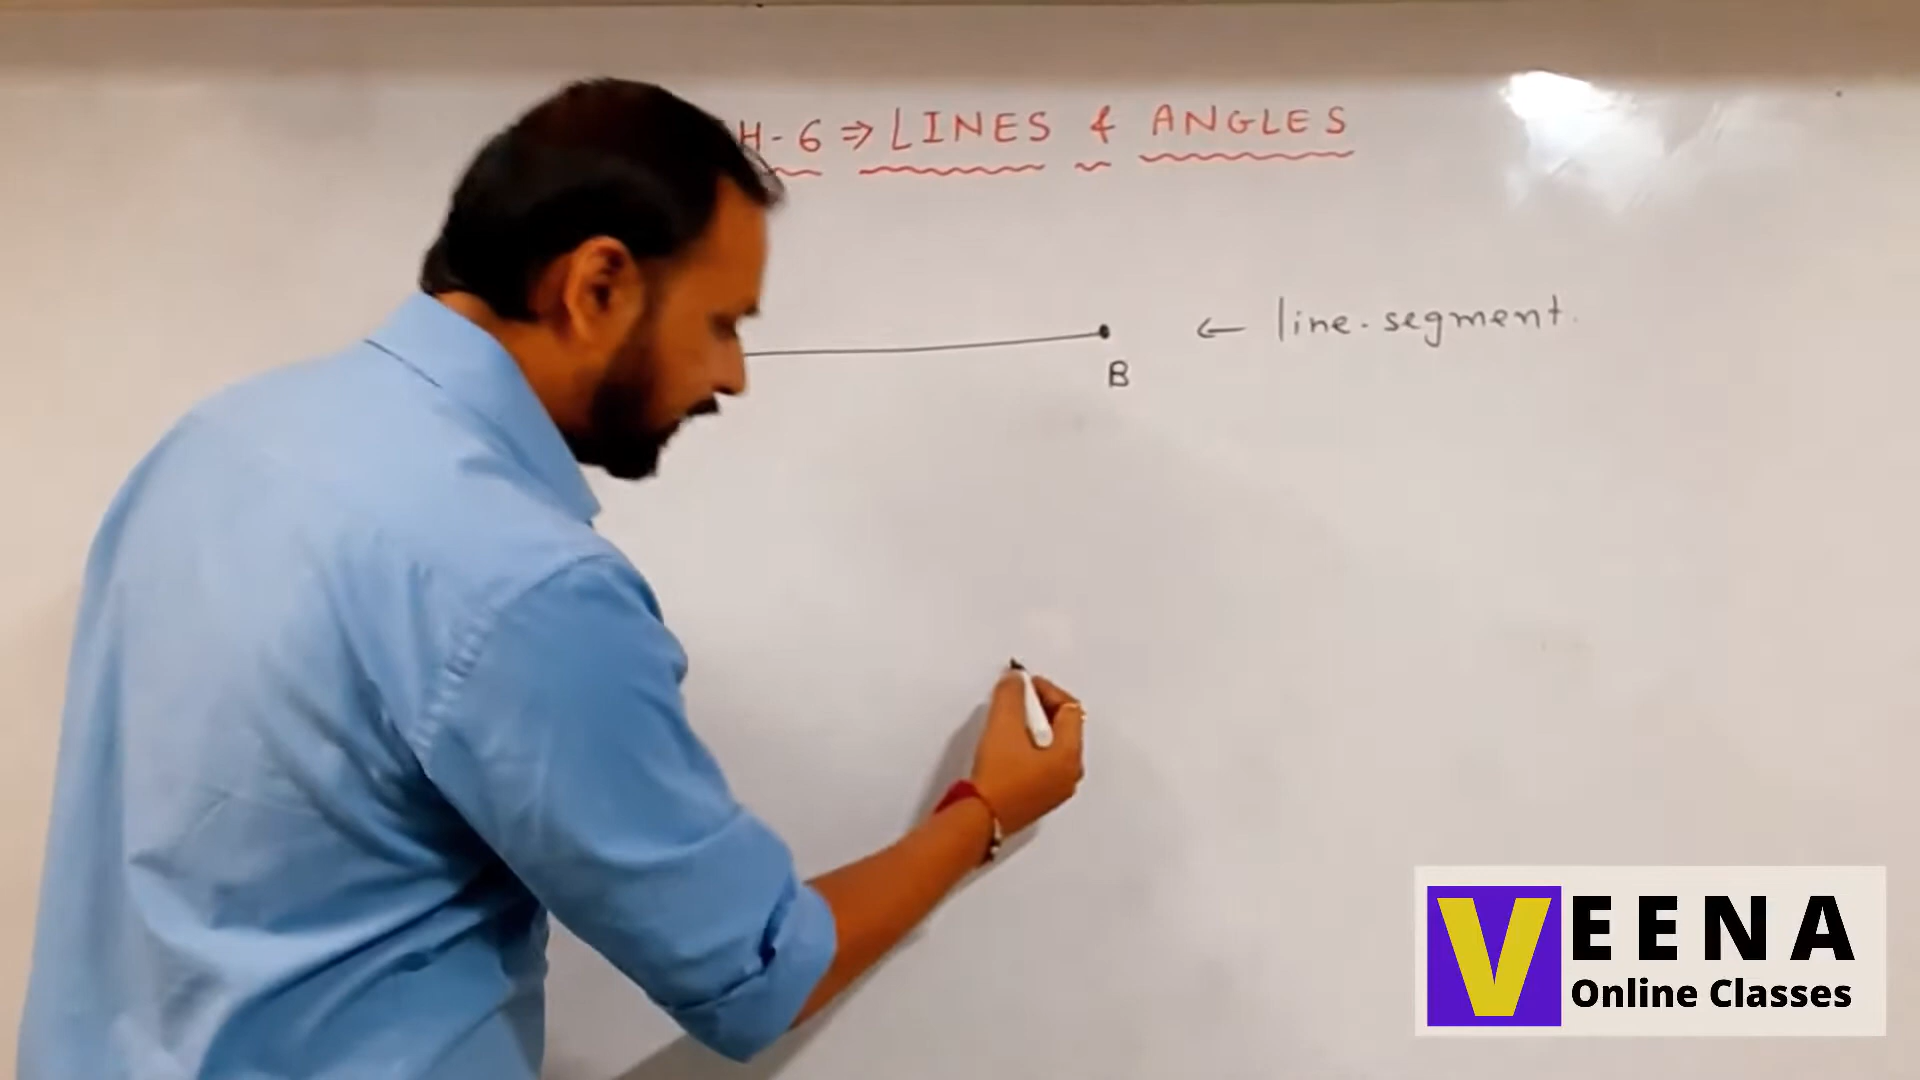 H-6 ⇒ LINES & ANGLES
← line-segment.
B
VEENA
Online Classes